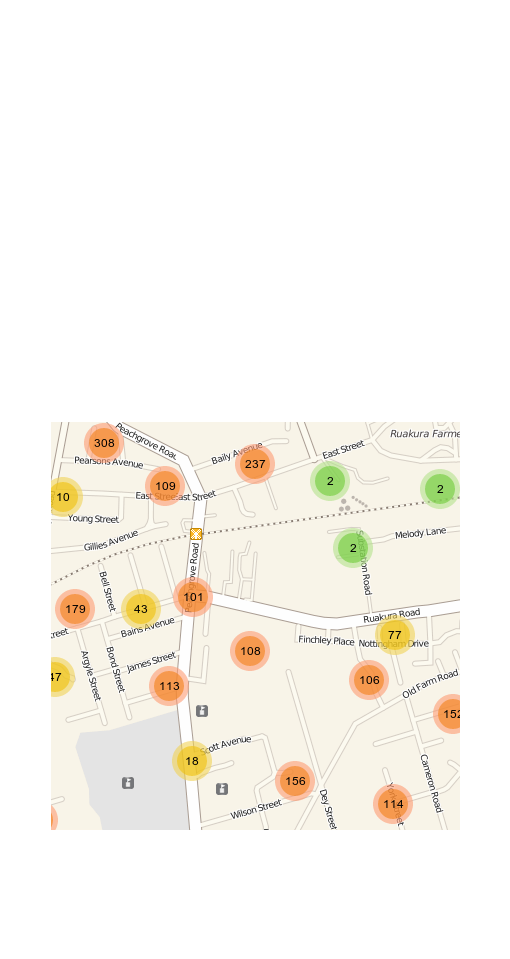 Peachgrove Road
Ruakura Farme
308
Baily Avenue
East Street
Pearsons Avenue
237
109
2
2
10
East Street
East Street
Young Street
Gillies Avenue
Melody Lane
2
Road
Bell Street
101
179
43
Ruakura Road
Bains Avenue
77
Finchley Place
Nottingham Drive
108
James Street
Argyle Street
Bond Street
47
113
106
Old Farm Road
152
Scott Avenue
18
156
Cameron Road
Wilson Street
Dey Street
114